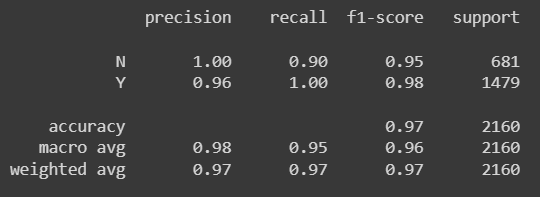 precision recall f1-score support
N 1.00 0.90 0.95 681
Y 0.96 1.00 0.98 1479
accuracy 0.97 2160
macro avg 0.98 0.95 0.96 2160
weighted avg 0.97 0.97 0.97 2160